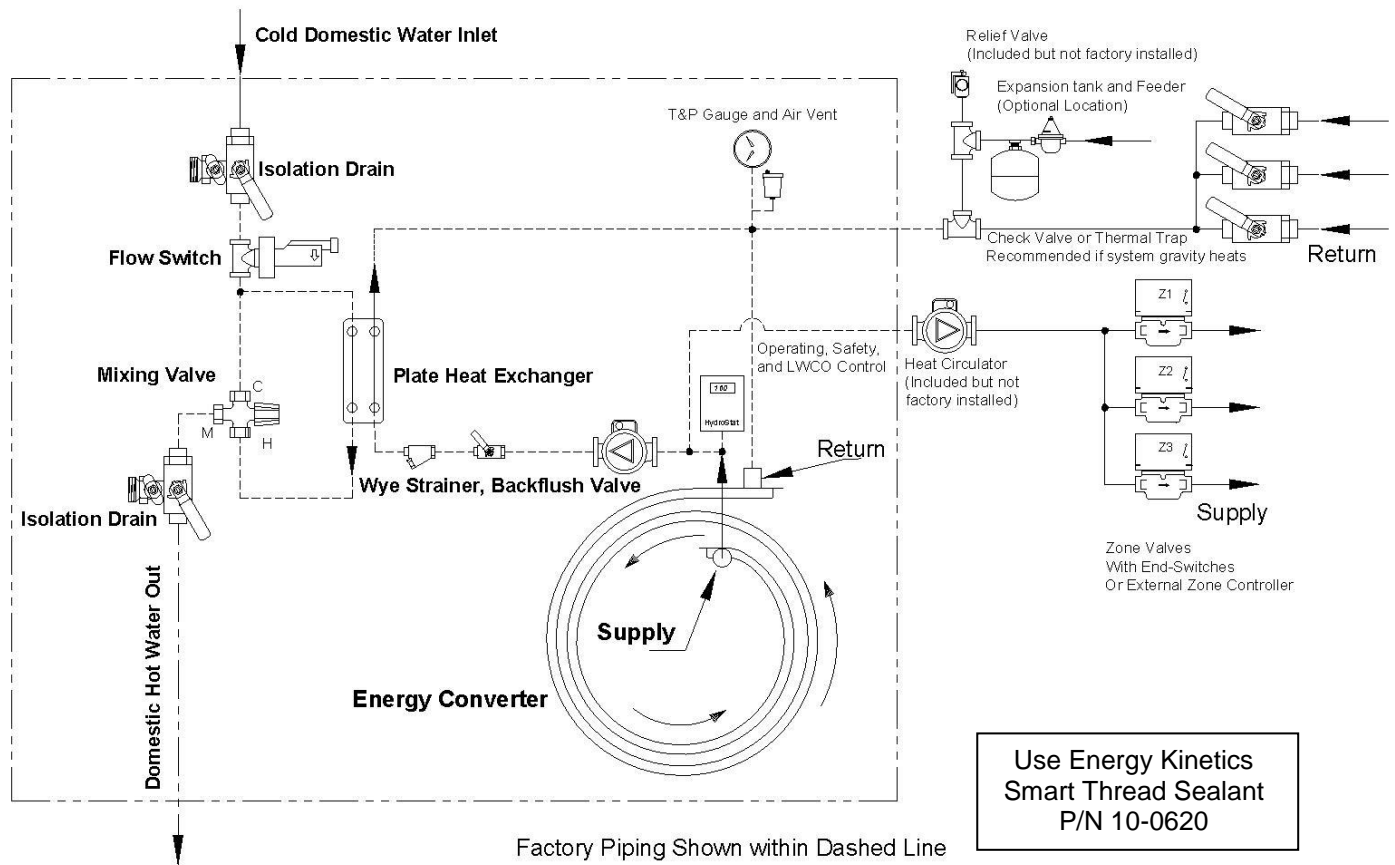 Cold Domestic Water Inlet
Relief Valve
(Included but not factory installed)
Expansion tank and Feeder
(Optional Location)
T&P Gauge and Air Vent
Isolation Drain
Flow Switch
Check Valve or Thermal Trap
Recommended if system gravity heats
Return
Z1
Mixing Valve
C
M
H
Plate Heat Exchanger
Operating, Safety,
and LWCO Control
160
HydroStat
Heat Circulator
(Included but not
factory installed)
Z2
Z3
Supply
Return
Wye Strainer, Backflush Valve
Isolation Drain
Zone Valves
With End-Switches
Or External Zone Controller
Domestic Hot Water Out
Supply
Energy Converter
Use Energy Kinetics
Smart Thread Sealant
P/N 10-0620
Factory Piping Shown within Dashed Line